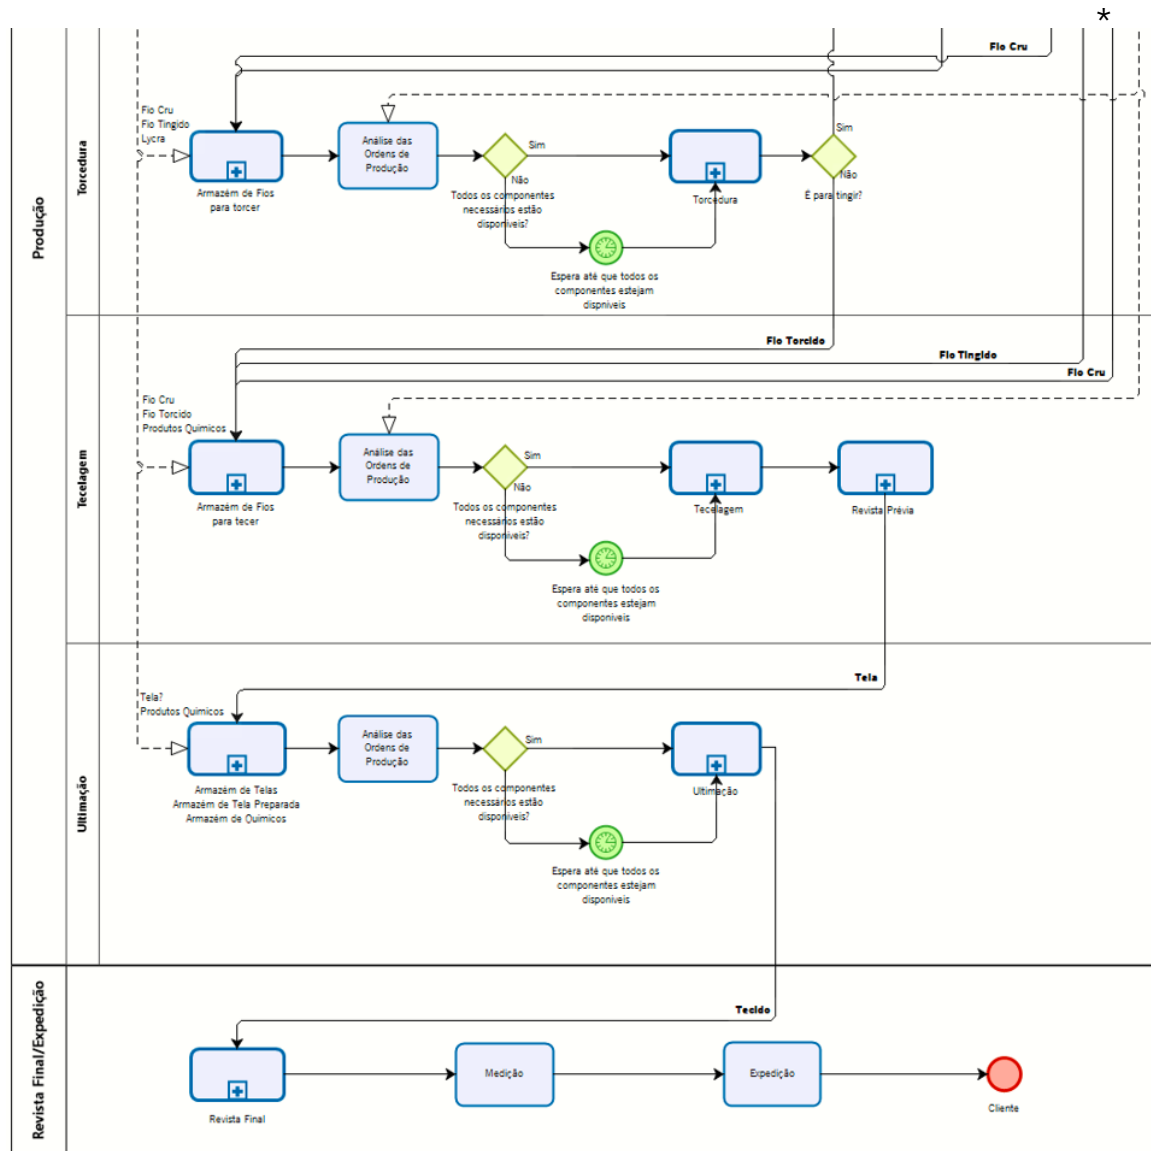 *
Produção
Torcedura
Fio Cru
Fio Cru
Fio Tingido
Lycra
Armazém de Fios
para torcer
Análise das
Ordens de
Produção
Sim
Não
Todos os componentes
necessários estão
disponíveis?
Espera até que todos os
componentes estejam
dispniveis
Torcedura
Sim
Não
É para tingir?
Tecelagem
Fio Torcido
Fio Tingido
Fio Cru
Fio Cru
Fio Torcido
Produtos Químicos
Armazém de Fios
para tecer
Análise das
Ordens de
Produção
Sim
Não
Todos os componentes
necessários estão
disponíveis?
Espera até que todos os
componentes estejam
disponiveis
Tecelagem
Revista Prévia
Ultimação
Tela
Tela?
Produtos Químicos
Armazém de Telas
Armazém de Tela Preparada
Armazém de Químicos
Análise das
Ordens de
Produção
Sim
Todos os componentes
necessários estão
disponíveis?
Espera até que todos os
componentes estejam
disponiveis
Ultimação
Revista Final/Expedição
Tecido
Revista Final
Medição
Expedição
Cliente